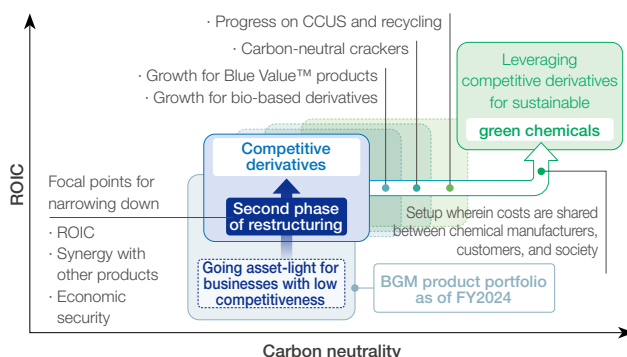 · Progress on CCUS and recycling
· Carbon-neutral crackers
· Growth for Blue Value™ products
· Growth for bio-based derivatives
Leveraging
competitive derivatives
for sustainable
green chemicals
Competitive
derivatives
Second phase
of restructuring
Going asset-light for
businesses with low
competitiveness
Focal points for
narrowing down
· ROIC
· Synergy with
other products
· Economic
security
Setup wherein costs are shared
between chemical manufacturers,
customers, and society
BGM product portfolio
as of FY2024
ROIC
Carbon neutrality